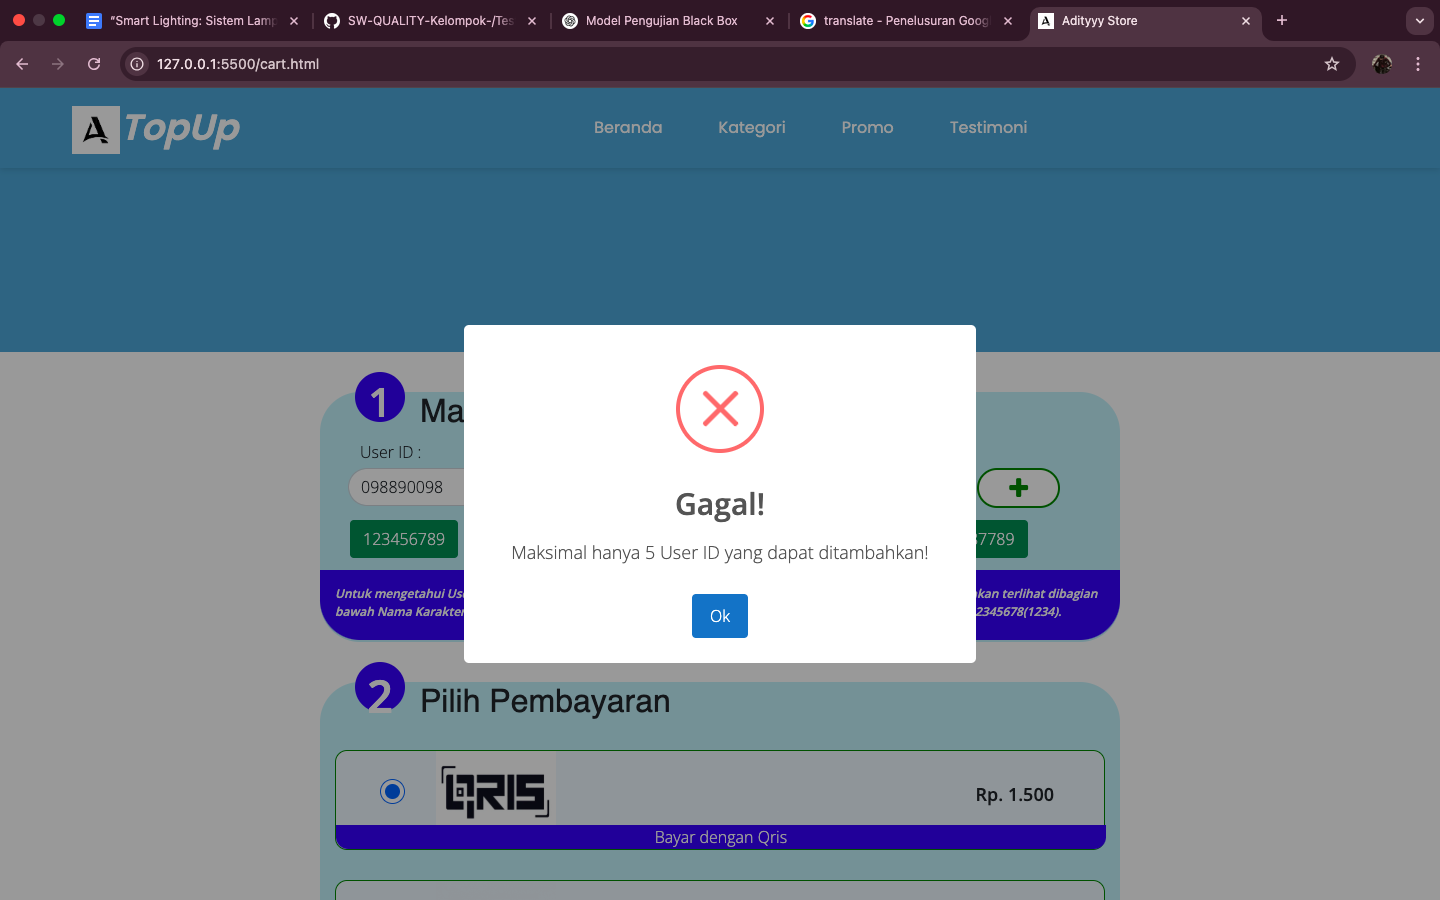 "Smart Lighting: Sistem Lamp
SW-QUALITY-Kelompok-/Tes
Model Pengujian Black Box
translate - Penelusuran Goog
Adityyy Store
127.0.0.1:5500/cart.html
A TopUp
Beranda
Kategori
Promo
Testimoni
1
Ma
User ID :
098890098
123456789
7789
Gagal!
Maksimal hanya 5 User ID yang dapat ditambahkan!
Ok
Untuk mengetahui Us
kan terlihat dibagian
bawah Nama Karakter
2345678(1234).
2
Pilih Pembayaran
QRIS
Rp. 1.500
Bayar dengan Qris